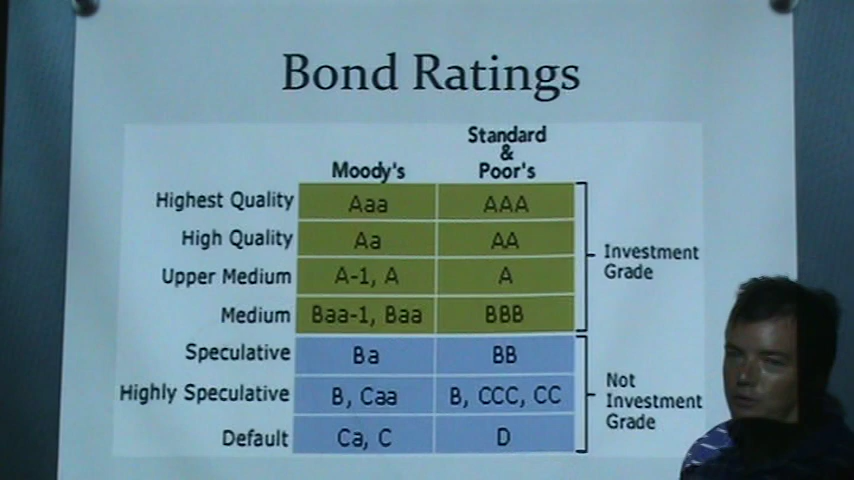 Bond Ratings
Standard
&
Moody's Poor's
Highest Quality Aaa AAA
High Quality Aa AA
Upper Medium A-1, A A
Investment
Grade
Medium Baa-1, Baa BBB
Speculative Ba BB
Highly Speculative B, Caa B, CCC, CC
Not
Investment
Grade
Default Ca, C D